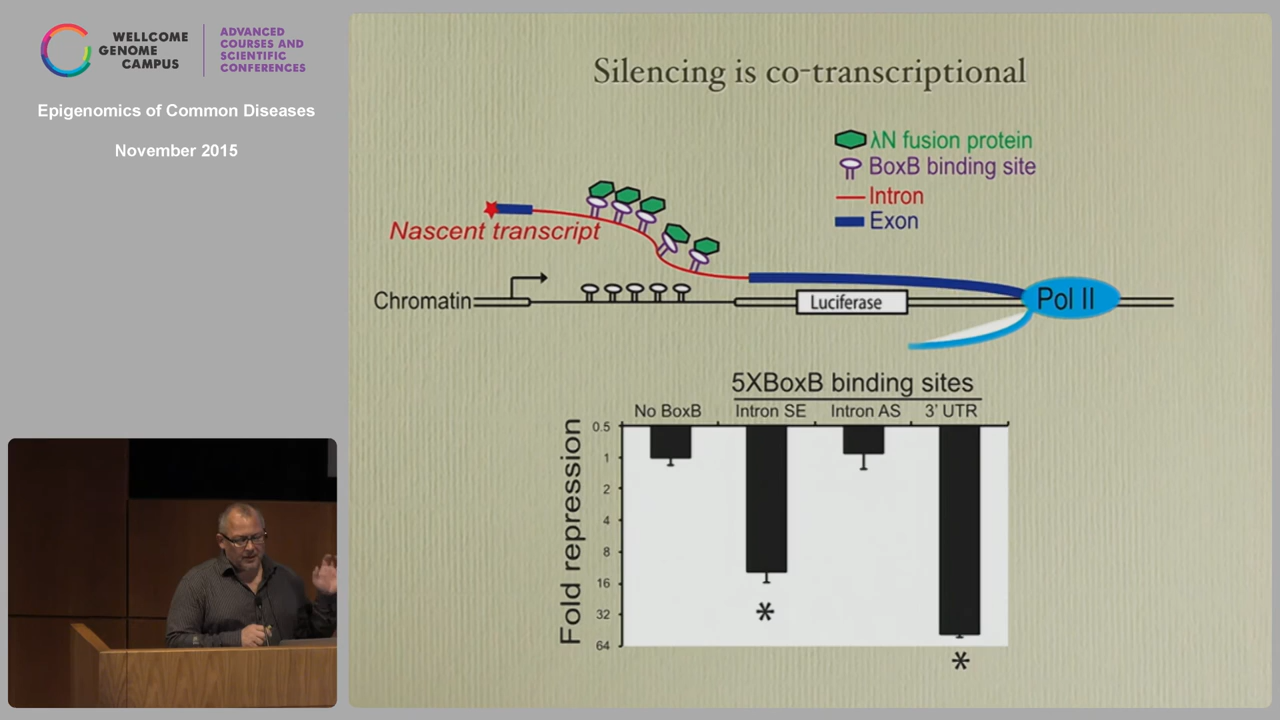 WELLCOME
GENOME
CAMPUS
ADVANCED
COURSES AND
SCIENTIFIC
CONFERENCES
Epigenomics of Common Diseases
November 2015
Silencing is co-transcriptional
λN fusion protein
BoxB binding site
Intron
Exon
Nascent transcript
Chromatin
Luciferase
Pol II
5XBoxB binding sites
No BoxB Intron SE Intron AS 3' UTR
Fold repression
0.5
1
2
4
8
16
32
64
*
*